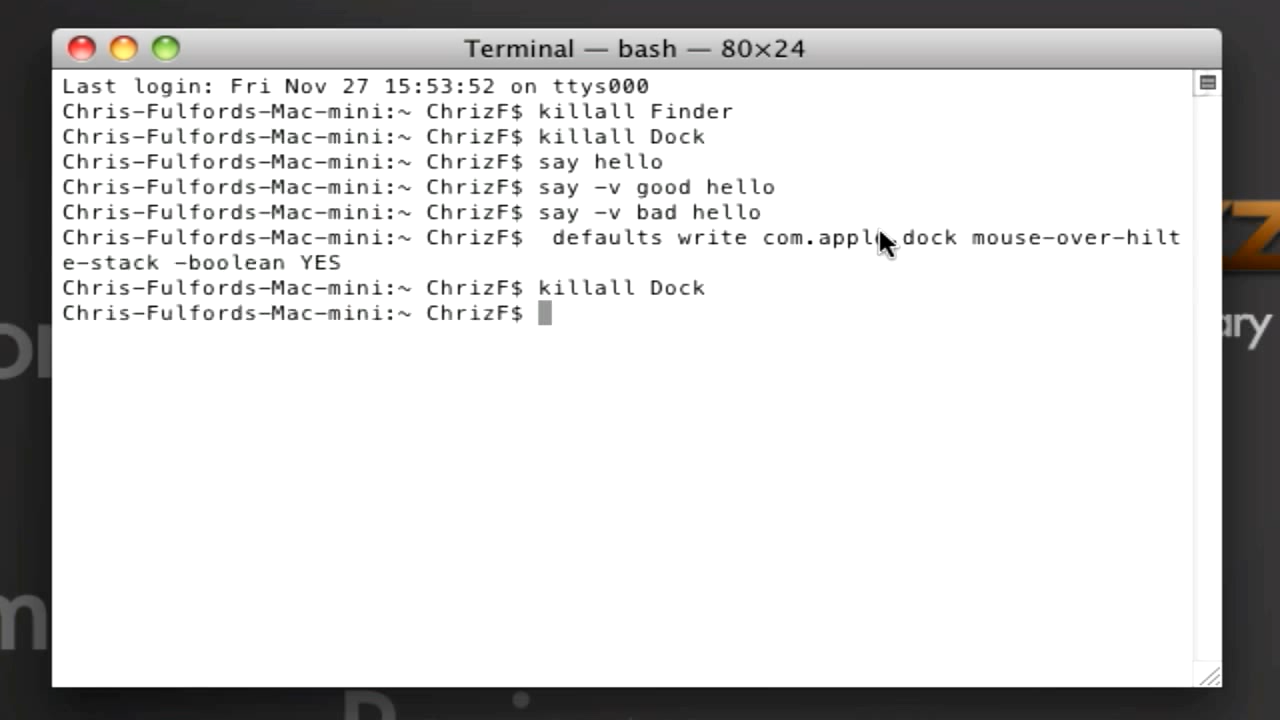 Terminal — bash — 80×24
Last login: Fri Nov 27 15:53:52 on ttys000
Chris-Fulfords-Mac-mini:~ ChrizF$ killall Finder
Chris-Fulfords-Mac-mini:~ ChrizF$ killall Dock
Chris-Fulfords-Mac-mini:~ ChrizF$ say hello
Chris-Fulfords-Mac-mini:~ ChrizF$ say -v good hello
Chris-Fulfords-Mac-mini:~ ChrizF$ say -v bad hello
Chris-Fulfords-Mac-mini:~ ChrizF$  defaults write com.apple.dock mouse-over-hilt
e-stack -boolean YES
Chris-Fulfords-Mac-mini:~ ChrizF$ killall Dock
Chris-Fulfords-Mac-mini:~ ChrizF$